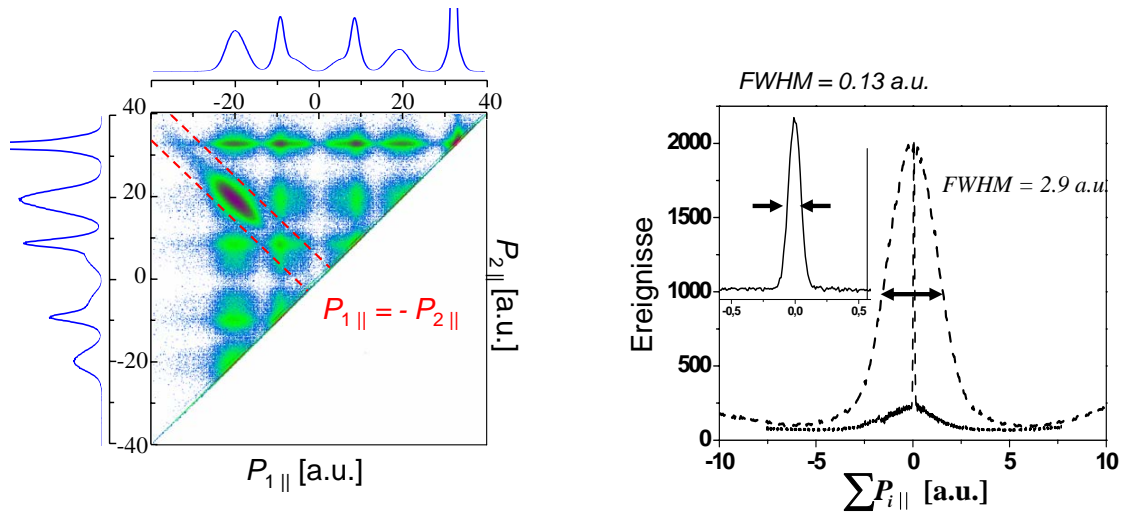 -20 0 20 40
40
20
0
-20
-40
P1 || = - P2 ||
P2 || [a.u.]
P1 || [a.u.]
FWHM = 0.13 a.u.
2000
1500
1000
500
0
FWHM = 2.9 a.u.
-0,5 0,0 0,5
Ereignisse
-10 -5 0 5 10
∑Pi || [a.u.]